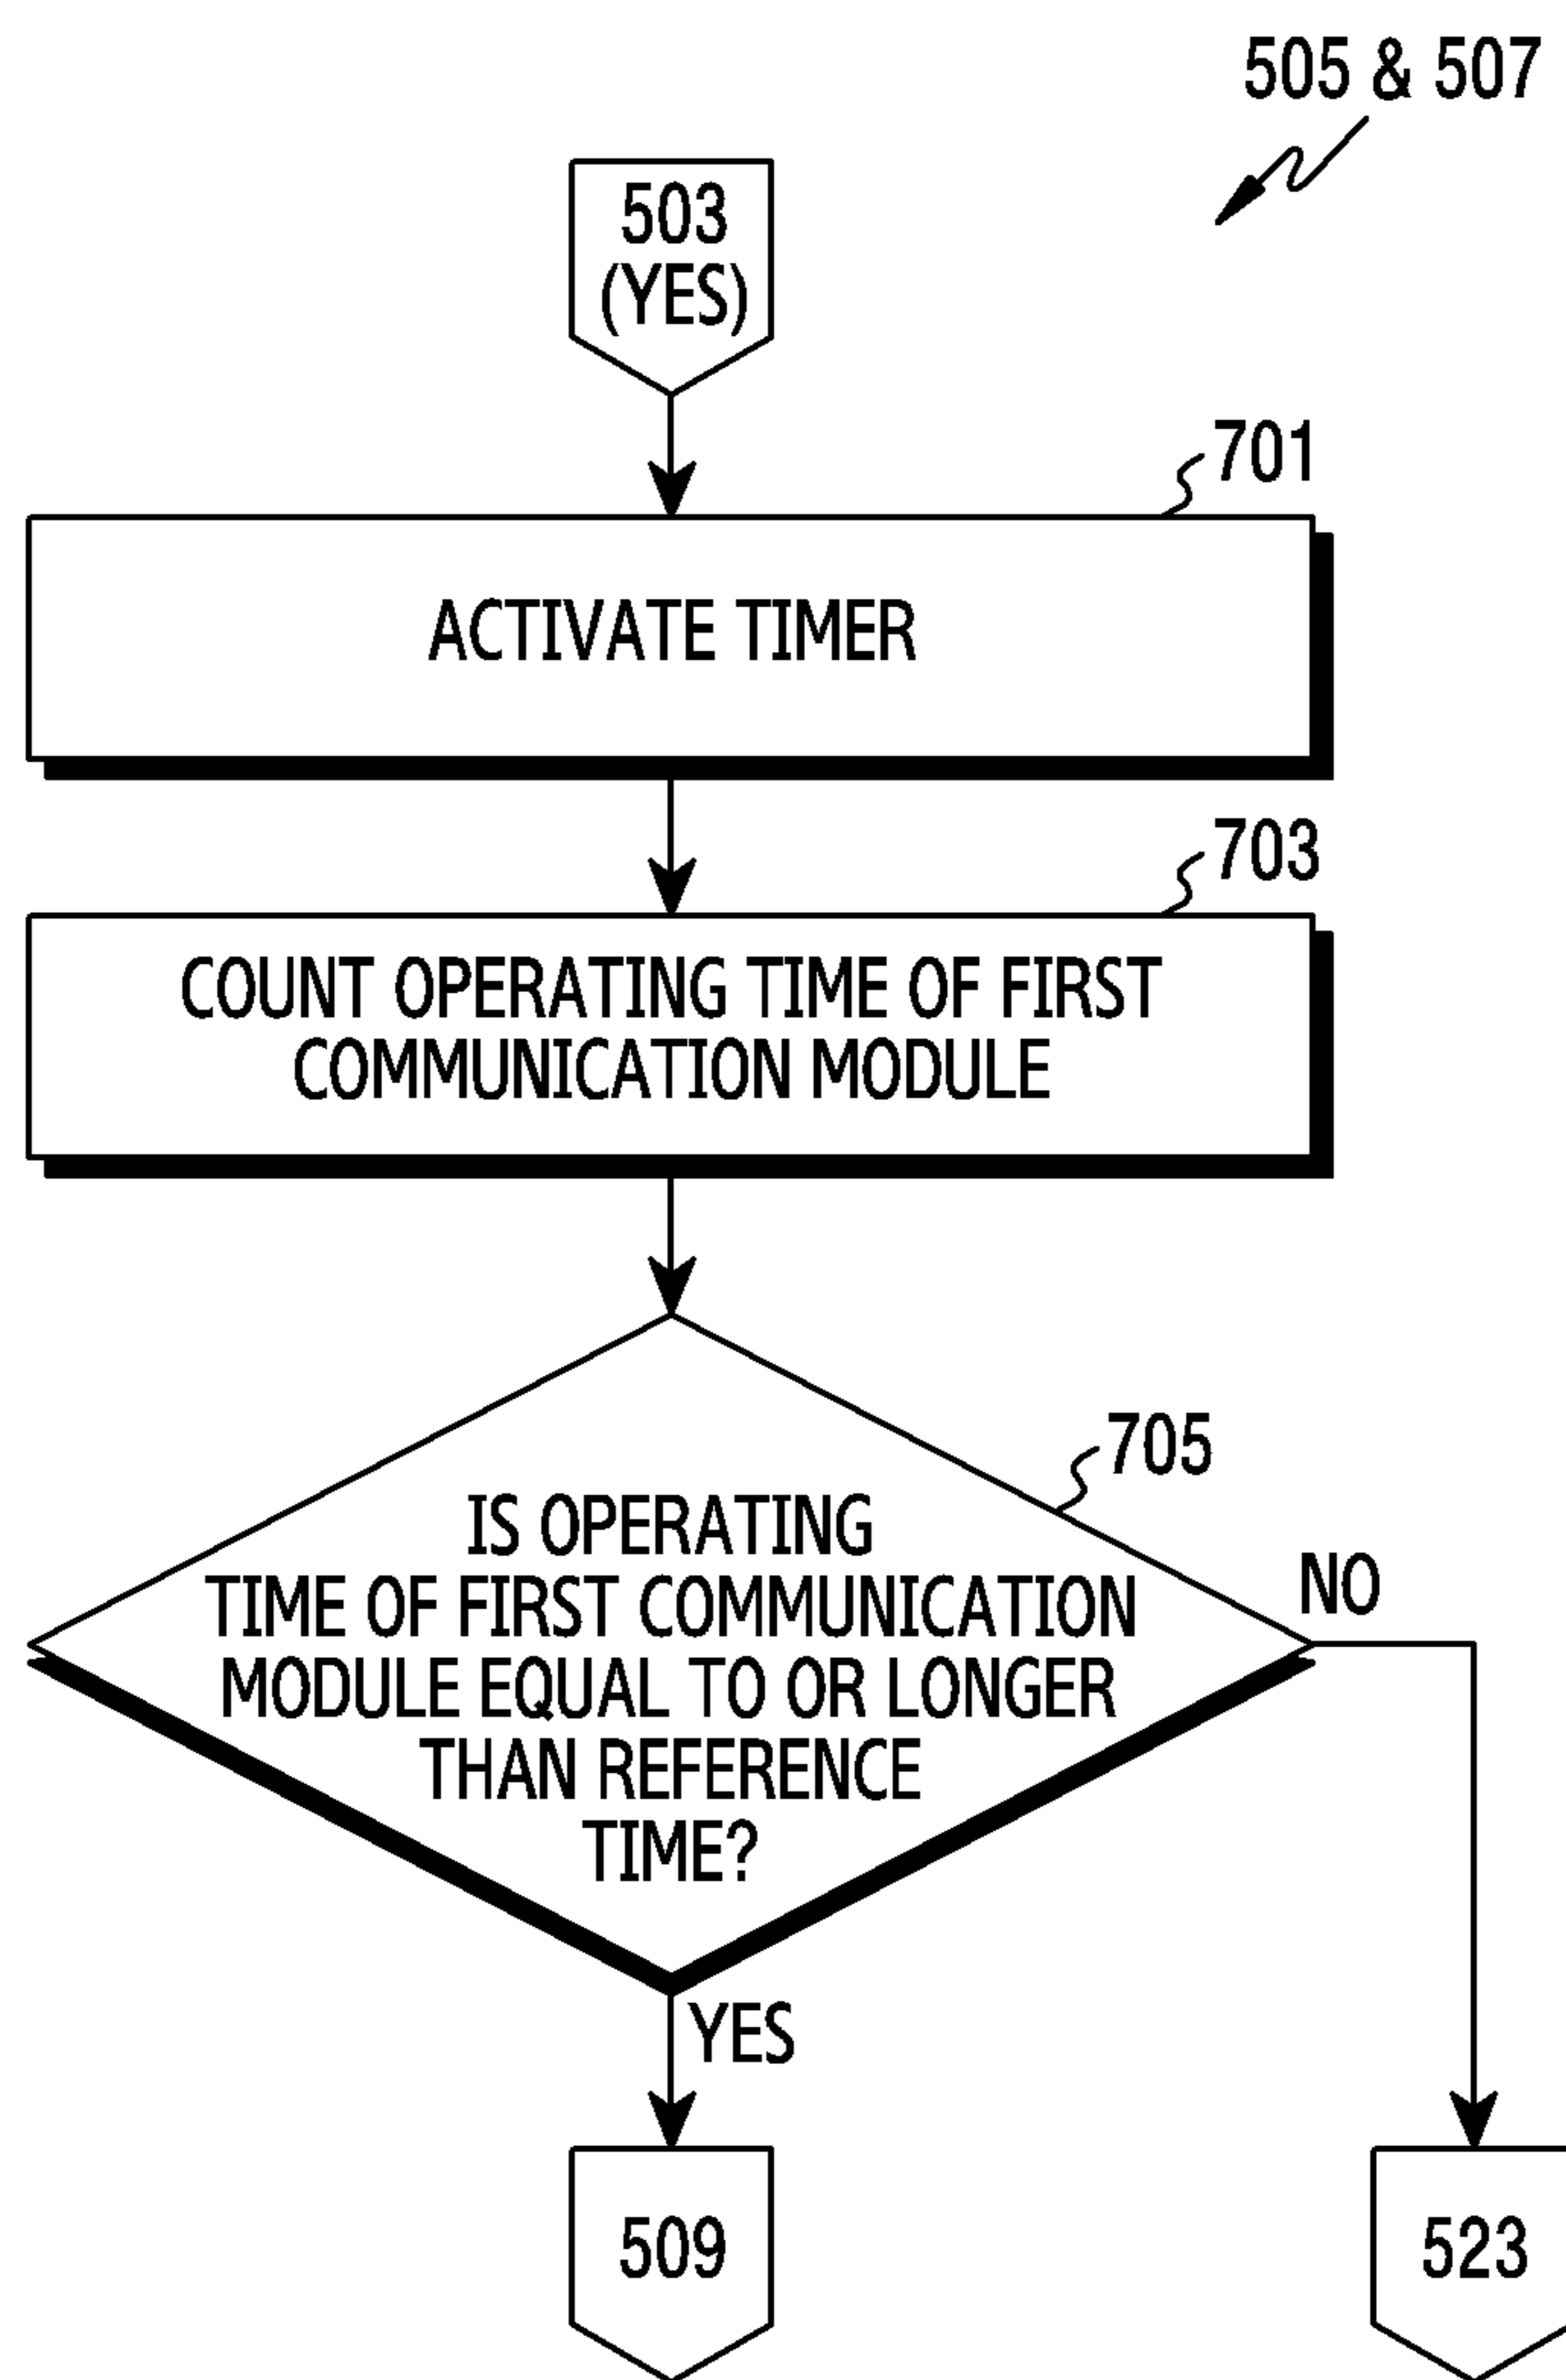 505 & 507
503
(YES)
701
ACTIVATE TIMER
703
COUNT OPERATING TIME OF FIRST
COMMUNICATION MODULE
705
IS OPERATING
TIME OF FIRST COMMUNICATION
MODULE EQUAL TO OR LONGER
THAN REFERENCE
TIME?
NO
YES
509
523